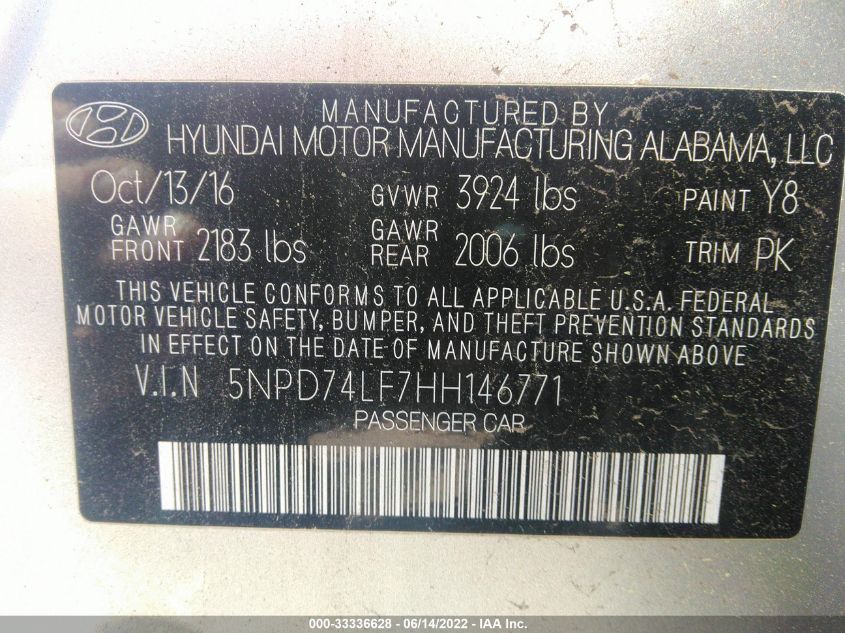 MANUFACTURED BY
HYUNDAI MOTOR MANUFACTURING ALABAMA, LLC
Oct/13/16 GVWR 3924 lbs PAINT Y8
GAWR FRONT 2183 lbs GAWR REAR 2006 lbs TRIM PK
THIS VEHICLE CONFORMS TO ALL APPLICABLE U.S.A. FEDERAL
MOTOR VEHICLE SAFETY, BUMPER, AND THEFT PREVENTION STANDARDS
IN EFFECT ON THE DATE OF MANUFACTURE SHOWN ABOVE
V.I.N 5NPD74LF7HH146771
PASSENGER CAR
000-33336628 - 06/14/2022 - IAA Inc.